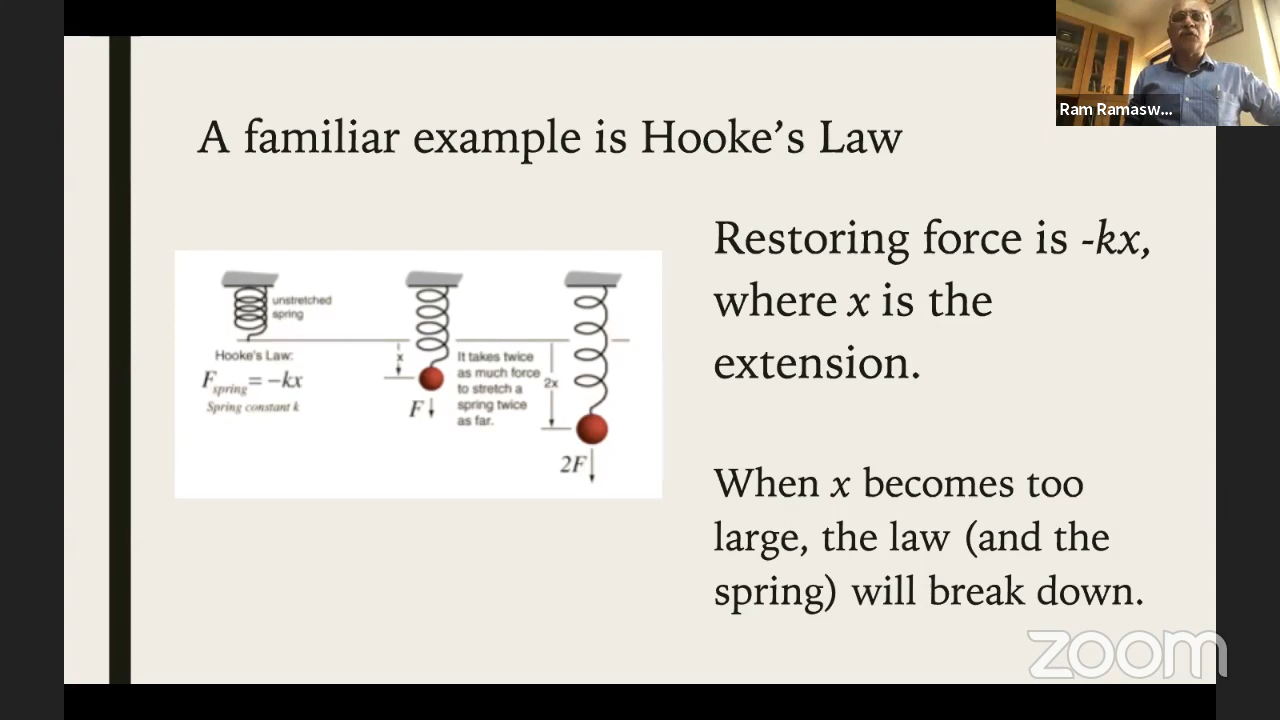 Ram Ramasw...
A familiar example is Hooke’s Law
Restoring force is -kx,
where x is the
extension.
When x becomes too
large, the law (and the
spring) will break down.
unstretched
spring
Hooke's Law:
Fspring = -kx
Spring constant k
x
F
It takes twice
as much force
to stretch a
spring twice
as far.
2x
2F
zoom